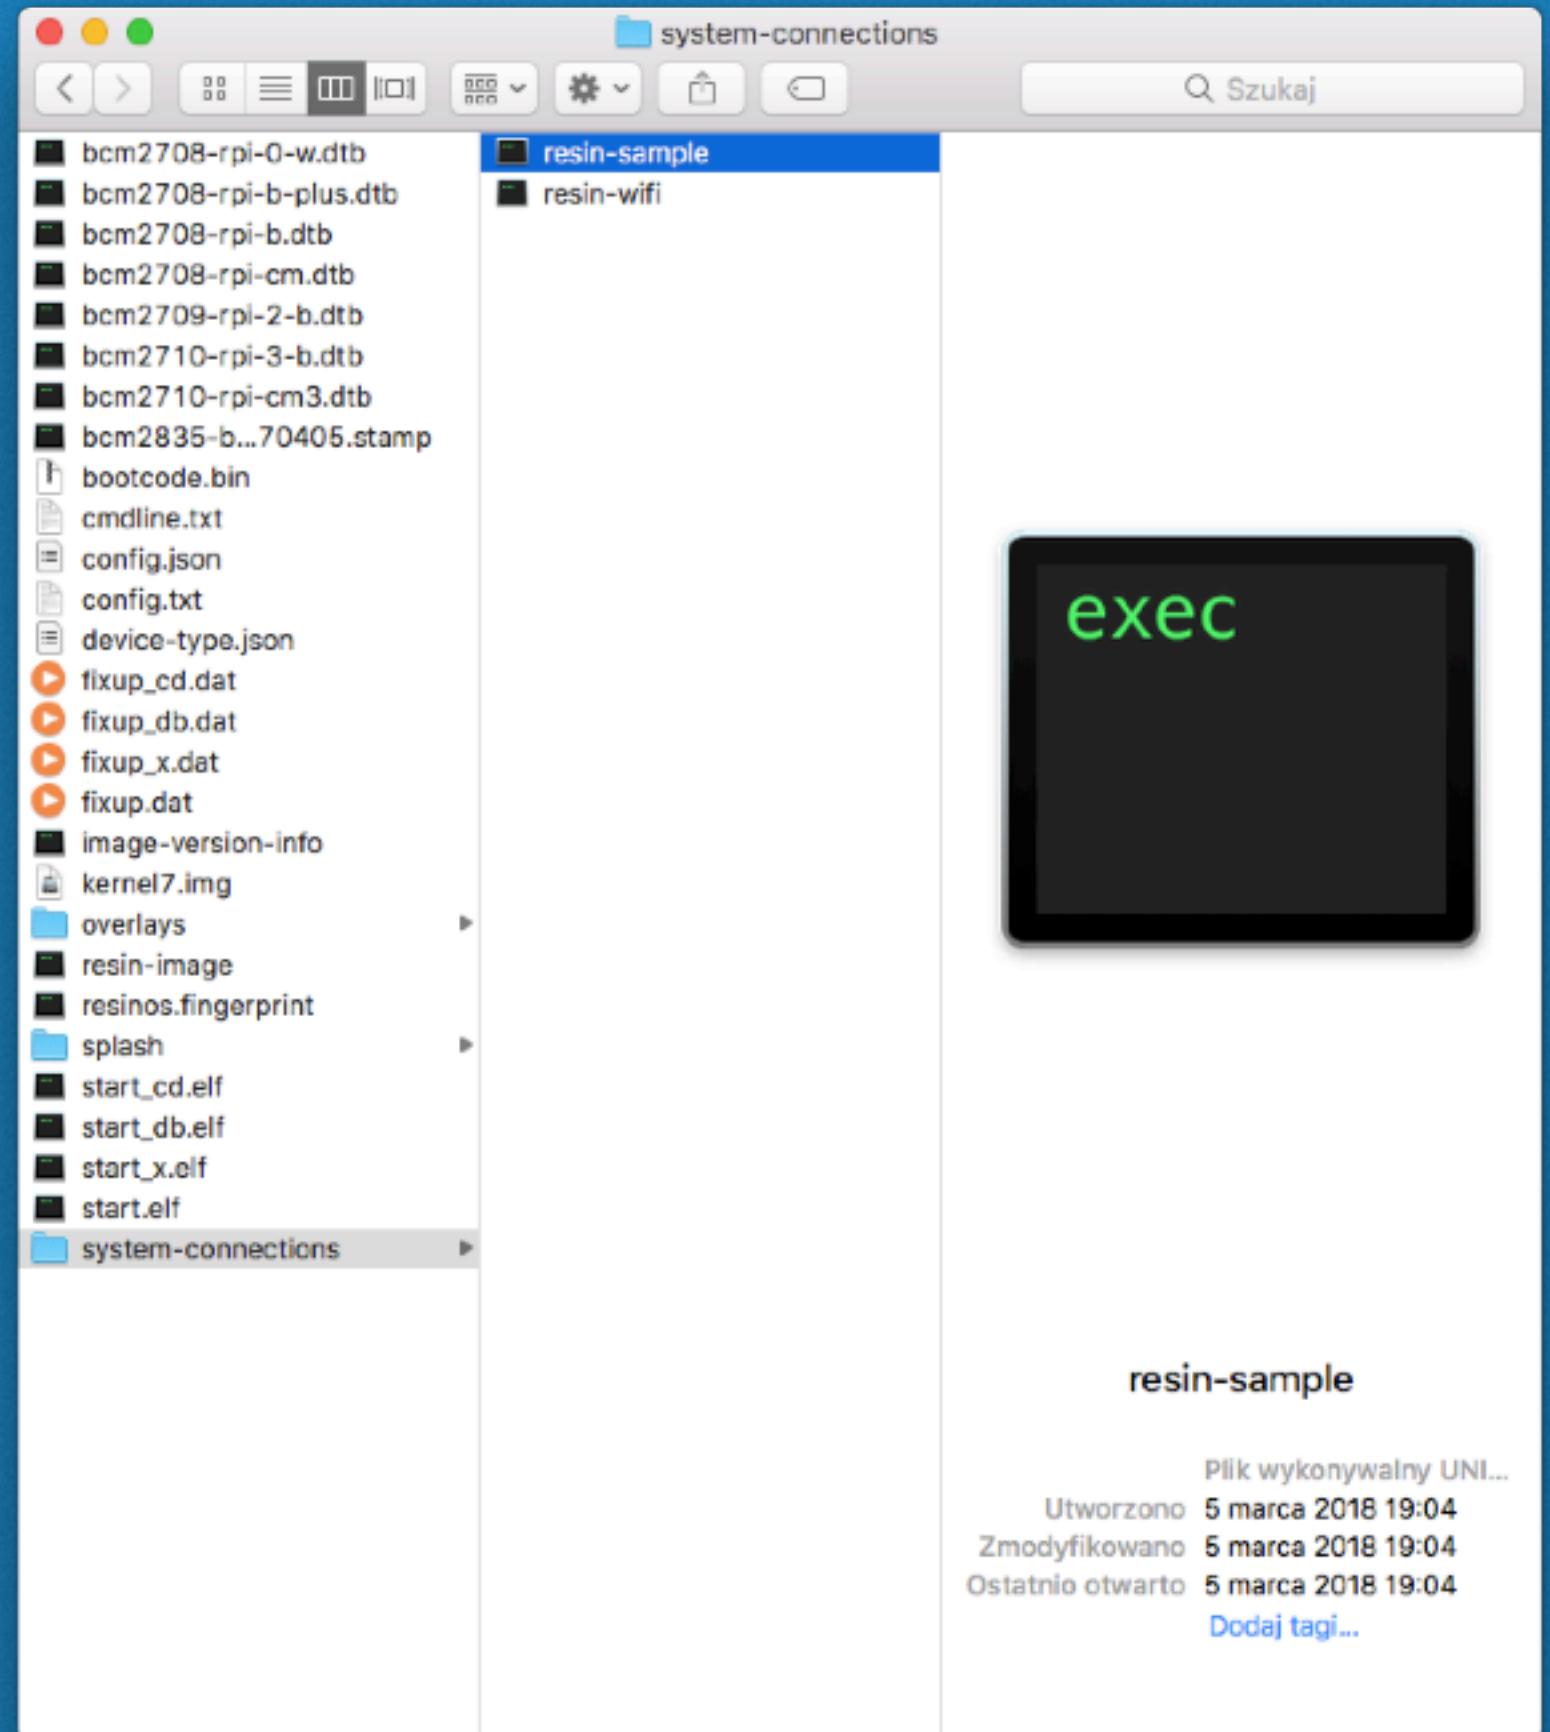 system-connections
Szukaj
bcm2708-rpi-0-w.dtb
bcm2708-rpi-b-plus.dtb
bcm2708-rpi-b.dtb
bcm2708-rpi-cm.dtb
bcm2709-rpi-2-b.dtb
bcm2710-rpi-3-b.dtb
bcm2710-rpi-cm3.dtb
bcm2835-b...70405.stamp
bootcode.bin
cmdline.txt
config.json
config.txt
device-type.json
fixup_cd.dat
fixup_db.dat
fixup_x.dat
fixup.dat
image-version-info
kernel7.img
overlays
resin-image
resinos.fingerprint
splash
start_cd.elf
start_db.elf
start_x.elf
start.elf
system-connections
resin-sample
resin-wifi
exec
resin-sample
Plik wykonywalny UNI...
Utworzono 5 marca 2018 19:04
Zmodyfikowano 5 marca 2018 19:04
Ostatnio otwarto 5 marca 2018 19:04
Dodaj tagi...